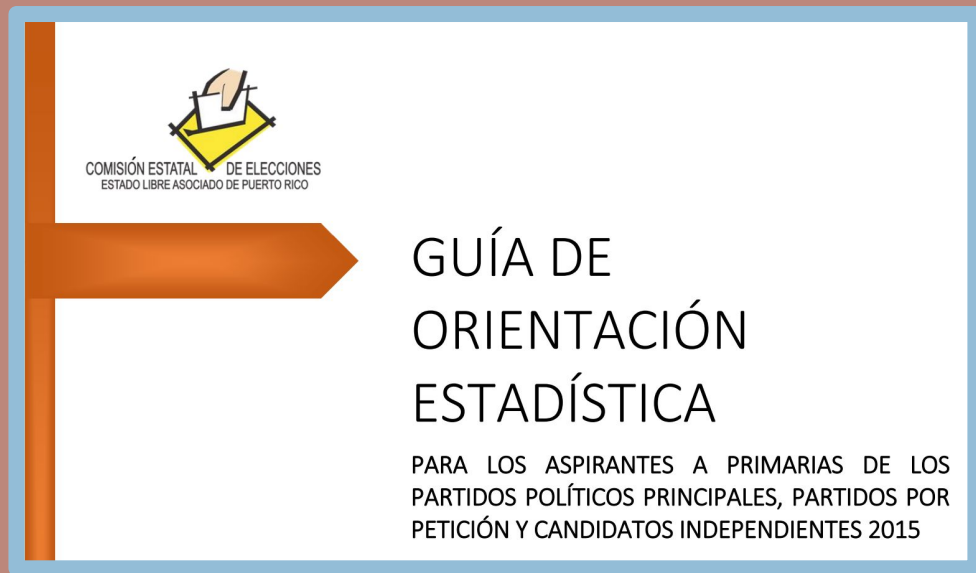 COMISIÓN ESTATAL DE ELECCIONES
ESTADO LIBRE ASOCIADO DE PUERTO RICO
GUÍA DE
ORIENTACIÓN
ESTADÍSTICA
PARA LOS ASPIRANTES A PRIMARIAS DE LOS
PARTIDOS POLÍTICOS PRINCIPALES, PARTIDOS POR
PETICIÓN Y CANDIDATOS INDEPENDIENTES 2015